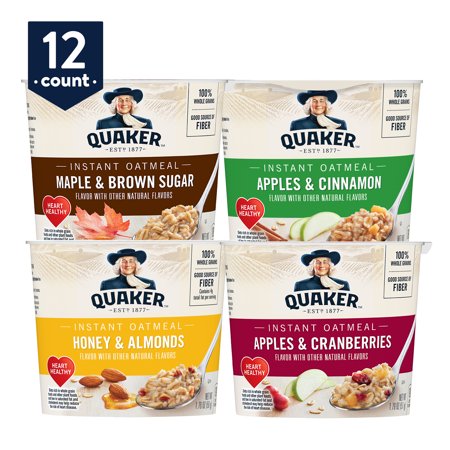 12
• count •
100%
WHOLE GRAINS
GOOD SOURCE OF
FIBER
QUAKER
EST? 1877
INSTANT OATMEAL
MAPLE & BROWN SUGAR
FLAVOR WITH OTHER NATURAL FLAVORS
HEART
HEALTHY
100%
WHOLE GRAINS
GOOD SOURCE OF
FIBER
QUAKER
EST? 1877
INSTANT OATMEAL
APPLES & CINNAMON
FLAVOR WITH OTHER NATURAL FLAVORS
HEART
HEALTHY
100%
WHOLE GRAINS
GOOD SOURCE OF
FIBER
QUAKER
EST? 1877
INSTANT OATMEAL
HONEY & ALMONDS
FLAVOR WITH OTHER NATURAL FLAVORS
HEART
HEALTHY
100%
WHOLE GRAINS
GOOD SOURCE OF
FIBER
QUAKER
EST? 1877
INSTANT OATMEAL
APPLES & CRANBERRIES
FLAVOR WITH OTHER NATURAL FLAVORS
HEART
HEALTHY